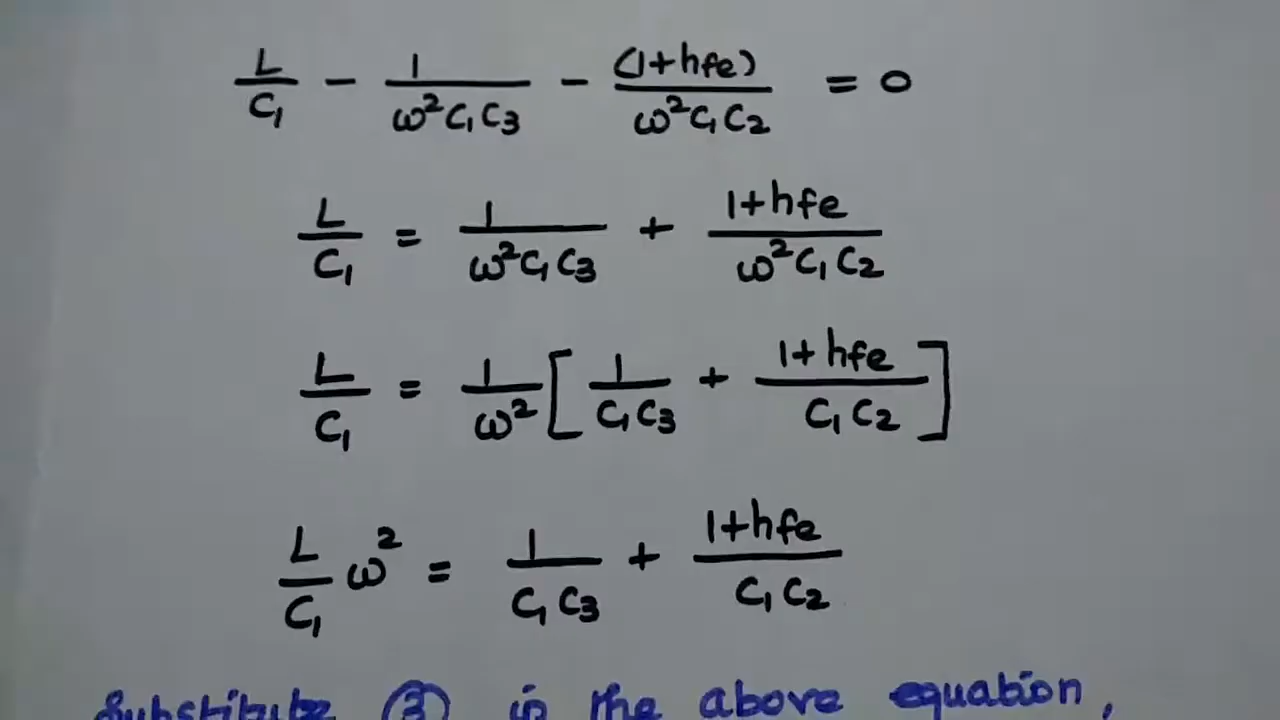 L/C₁ − 1/ω²C₁C₃ − (1+hfe)/ω²C₁C₂ = 0
L/C₁ = 1/ω²C₁C₃ + 1+hfe/ω²C₁C₂
L/C₁ = 1/ω² [ 1/C₁C₃ + 1+hfe/C₁C₂ ]
L/C₁ ω² = 1/C₁C₃ + 1+hfe/C₁C₂
Substitute ③ in the above equation,